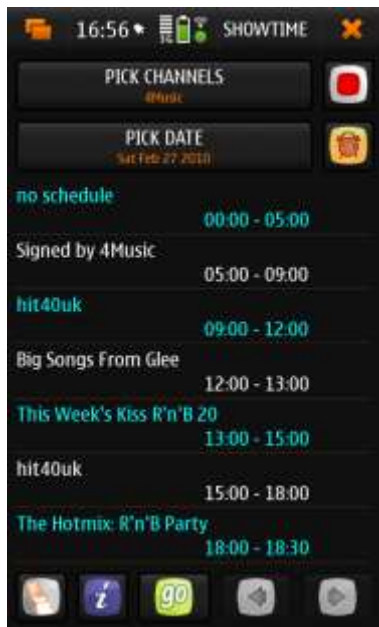 16:56 SHOWTIME
PICK CHANNELS
4Music
PICK DATE
Sat Feb 27 2010
no schedule
00:00 - 05:00
Signed by 4Music
05:00 - 09:00
hit40uk
09:00 - 12:00
Big Songs From Glee
12:00 - 13:00
This Week's Kiss R'n'B 20
13:00 - 15:00
hit40uk
15:00 - 18:00
The Hotmix: R'n'B Party
18:00 - 18:30
i go